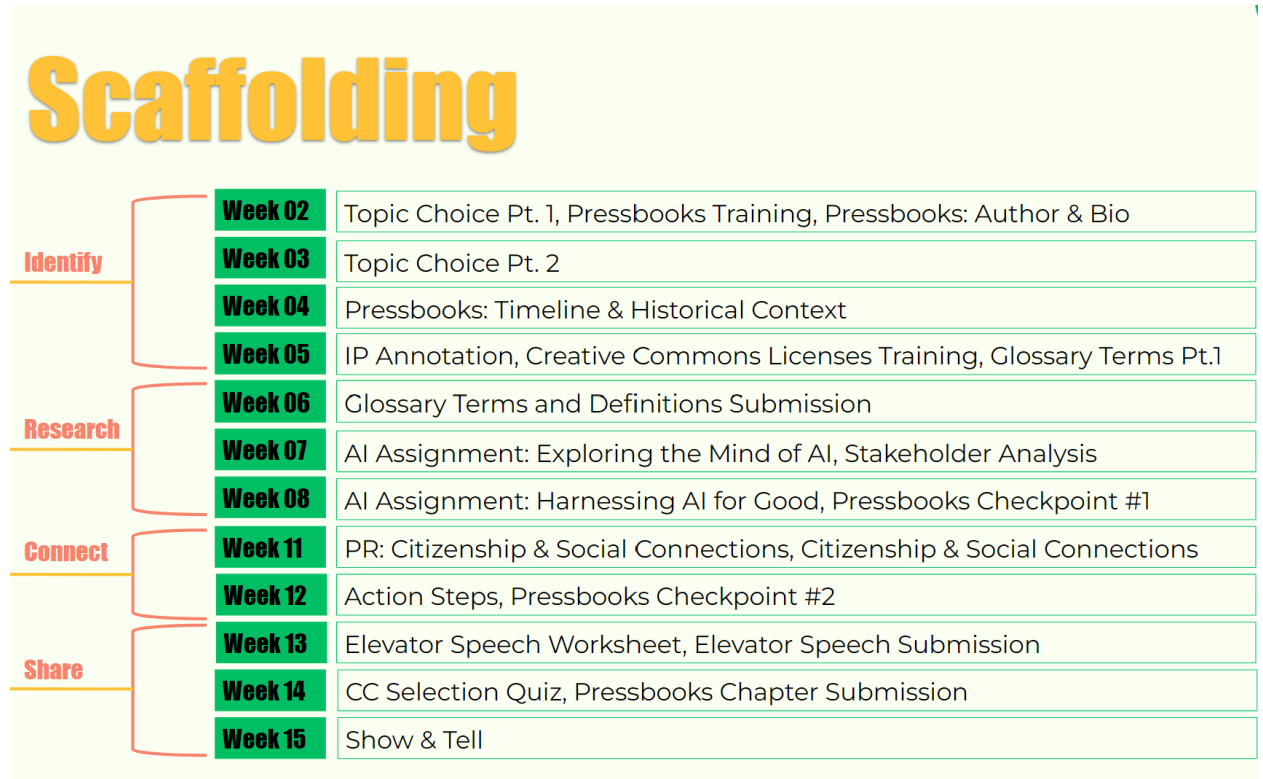 Scaffolding
Identify
Week 02
Topic Choice Pt. 1, Pressbooks Training, Pressbooks: Author & Bio
Week 03
Topic Choice Pt. 2
Week 04
Pressbooks: Timeline & Historical Context
Week 05
IP Annotation, Creative Commons Licenses Training, Glossary Terms Pt.1
Research
Week 06
Glossary Terms and Definitions Submission
Week 07
AI Assignment: Exploring the Mind of AI, Stakeholder Analysis
Week 08
AI Assignment: Harnessing AI for Good, Pressbooks Checkpoint #1
Connect
Week 11
PR: Citizenship & Social Connections, Citizenship & Social Connections
Week 12
Action Steps, Pressbooks Checkpoint #2
Share
Week 13
Elevator Speech Worksheet, Elevator Speech Submission
Week 14
CC Selection Quiz, Pressbooks Chapter Submission
Week 15
Show & Tell